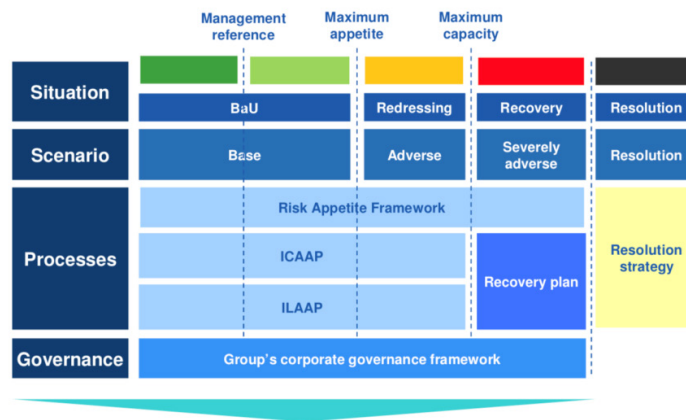 Management
reference
Maximum
appetite
Maximum
capacity
Situation
BaU
Redressing
Recovery
Resolution
Scenario
Base
Adverse
Severely
adverse
Resolution
Processes
Risk Appetite Framework
ICAAP
ILAAP
Recovery plan
Resolution
strategy
Governance
Group's corporate governance framework